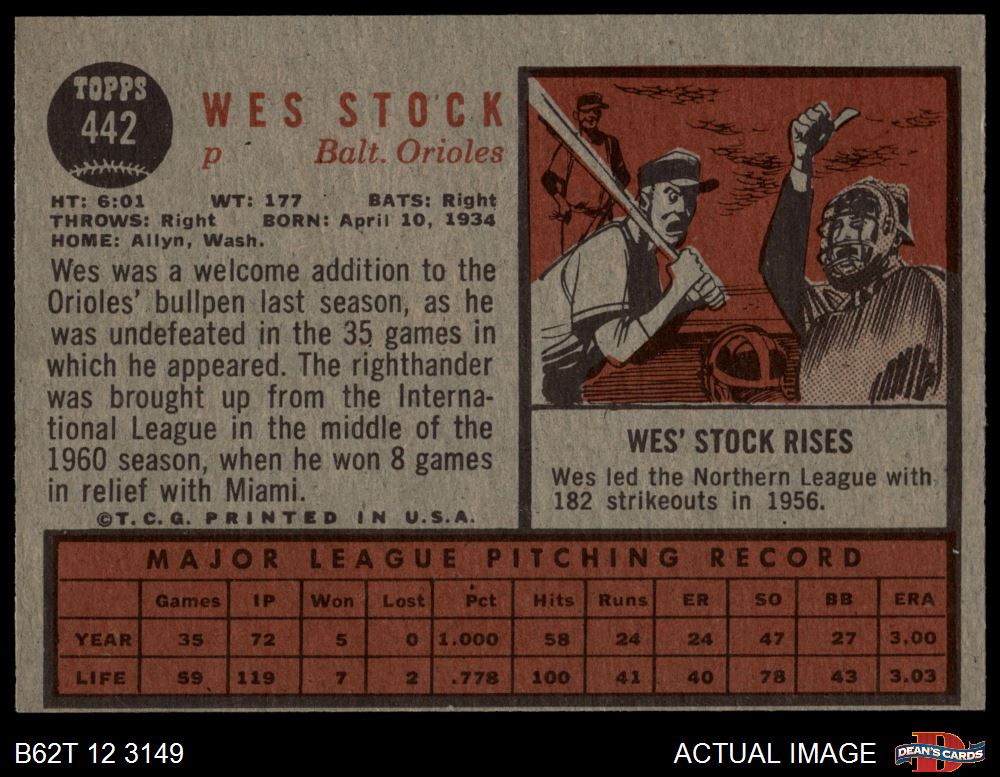 TOPPS
442
WES STOCK
p Balt. Orioles
HT: 6:01 WT: 177 BATS: Right
THROWS: Right BORN: April 10, 1934
HOME: Allyn, Wash.
Wes was a welcome addition to the
Orioles' bullpen last season, as he
was undefeated in the 35 games in
which he appeared. The righthander
was brought up from the Interna-
tional League in the middle of the
1960 season, when he won 8 games
in relief with Miami.
©T.C.G. PRINTED IN U.S.A.
WES' STOCK RISES
Wes led the Northern League with
182 strikeouts in 1956.
MAJOR LEAGUE PITCHING RECORD
Games IP Won Lost Pct Hits Runs ER SO BB ERA
YEAR 35 72 5 0 1.000 58 24 24 47 27 3.00
LIFE 59 119 7 2 .778 100 41 40 78 43 3.03
B62T 12 3149
ACTUAL IMAGE
DEAN'S CARDS